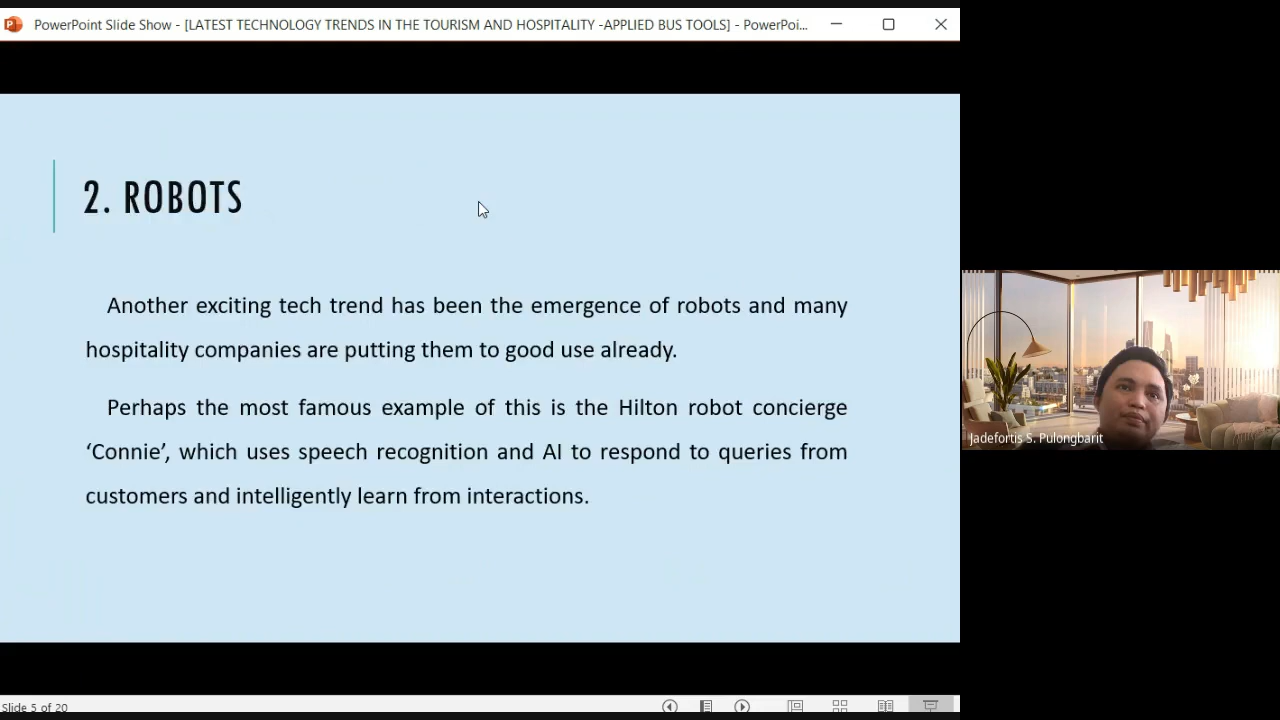 PowerPoint Slide Show - [LATEST TECHNOLOGY TRENDS IN THE TOURISM AND HOSPITALITY -APPLIED BUS TOOLS] - PowerPoi...
2. ROBOTS
Another exciting tech trend has been the emergence of robots and many
hospitality companies are putting them to good use already.
Perhaps the most famous example of this is the Hilton robot concierge
‘Connie’, which uses speech recognition and AI to respond to queries from
customers and intelligently learn from interactions.
Jadefortis S. Pulongbarit
Slide 5 of 20